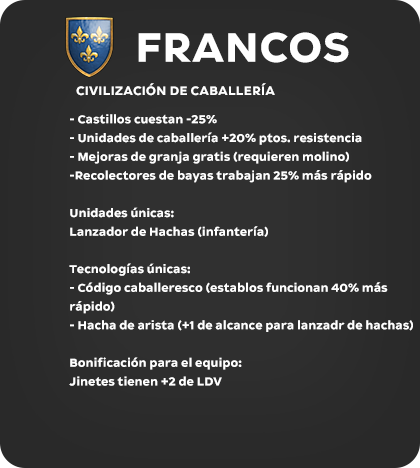 FRANCOS
CIVILIZACIÓN DE CABALLERÍA
- Castillos cuestan -25%
- Unidades de caballería +20% ptos. resistencia
- Mejoras de granja gratis (requieren molino)
-Recolectores de bayas trabajan 25% más rápido
Unidades únicas:
Lanzador de Hachas (infantería)
Tecnologías únicas:
- Código caballeresco (establos funcionan 40% mas
rápido)
- Hacha de arista (+1 de alcance para lanzadr de hachas)
Bonificación para el equipo:
Jinetes tienen +2 de LDV